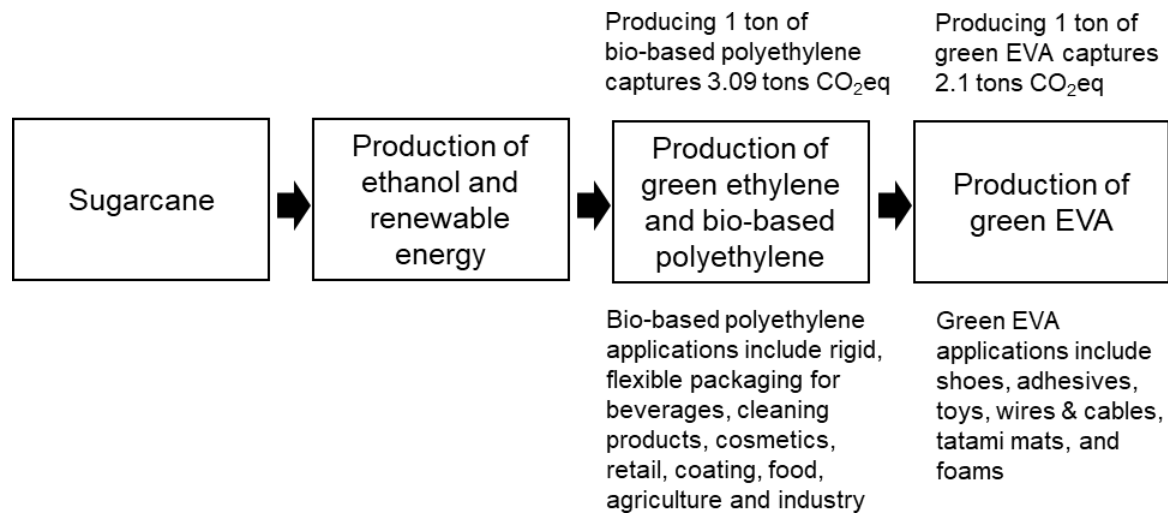 Producing 1 ton of
bio-based polyethylene
captures 3.09 tons CO₂eq
Producing 1 ton of
green EVA captures
2.1 tons CO₂eq
Sugarcane
Production of
ethanol and
renewable
energy
Production of
green ethylene
and bio-based
polyethylene
Production of
green EVA
Bio-based polyethylene
applications include rigid,
flexible packaging for
beverages, cleaning
products, cosmetics,
retail, coating, food,
agriculture and industry
Green EVA
applications include
shoes, adhesives,
toys, wires & cables,
tatami mats, and
foams